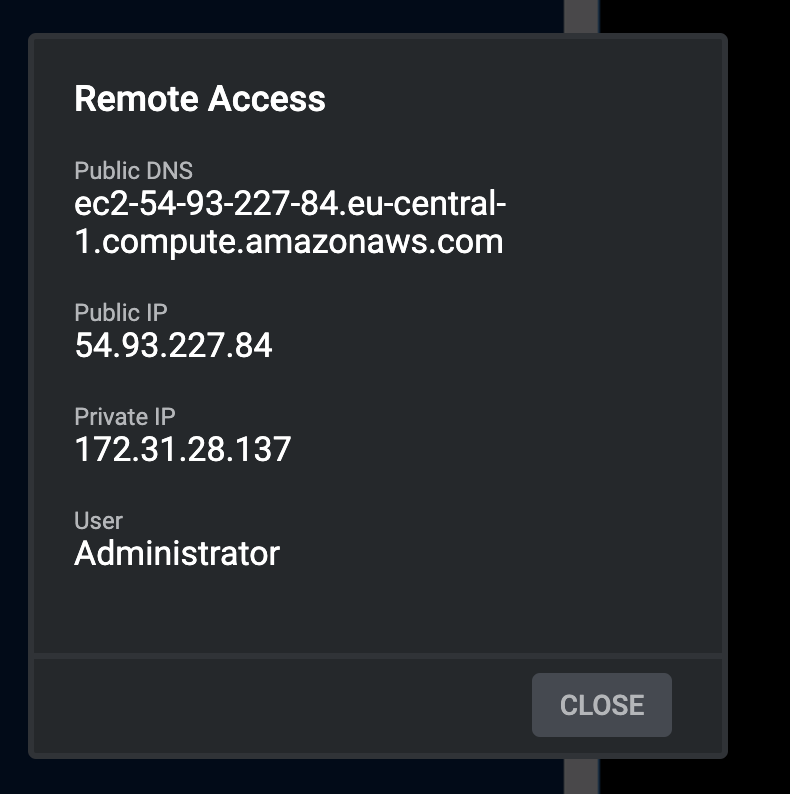 Remote Access
Public DNS
ec2-54-93-227-84.eu-central-
1.compute.amazonaws.com
Public IP
54.93.227.84
Private IP
172.31.28.137
User
Administrator
CLOSE